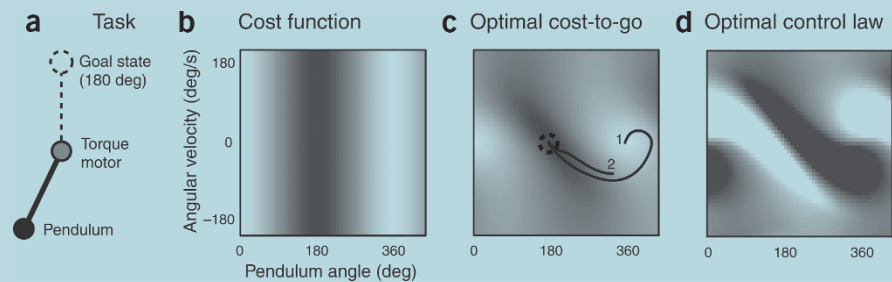 a Task
Goal state
(180 deg)
Torque
motor
Pendulum
b Cost function
Angular velocity (deg/s)
180
0
−180
0 180 360
Pendulum angle (deg)
c Optimal cost-to-go
1
2
0 180 360
d Optimal control law
0 180 360